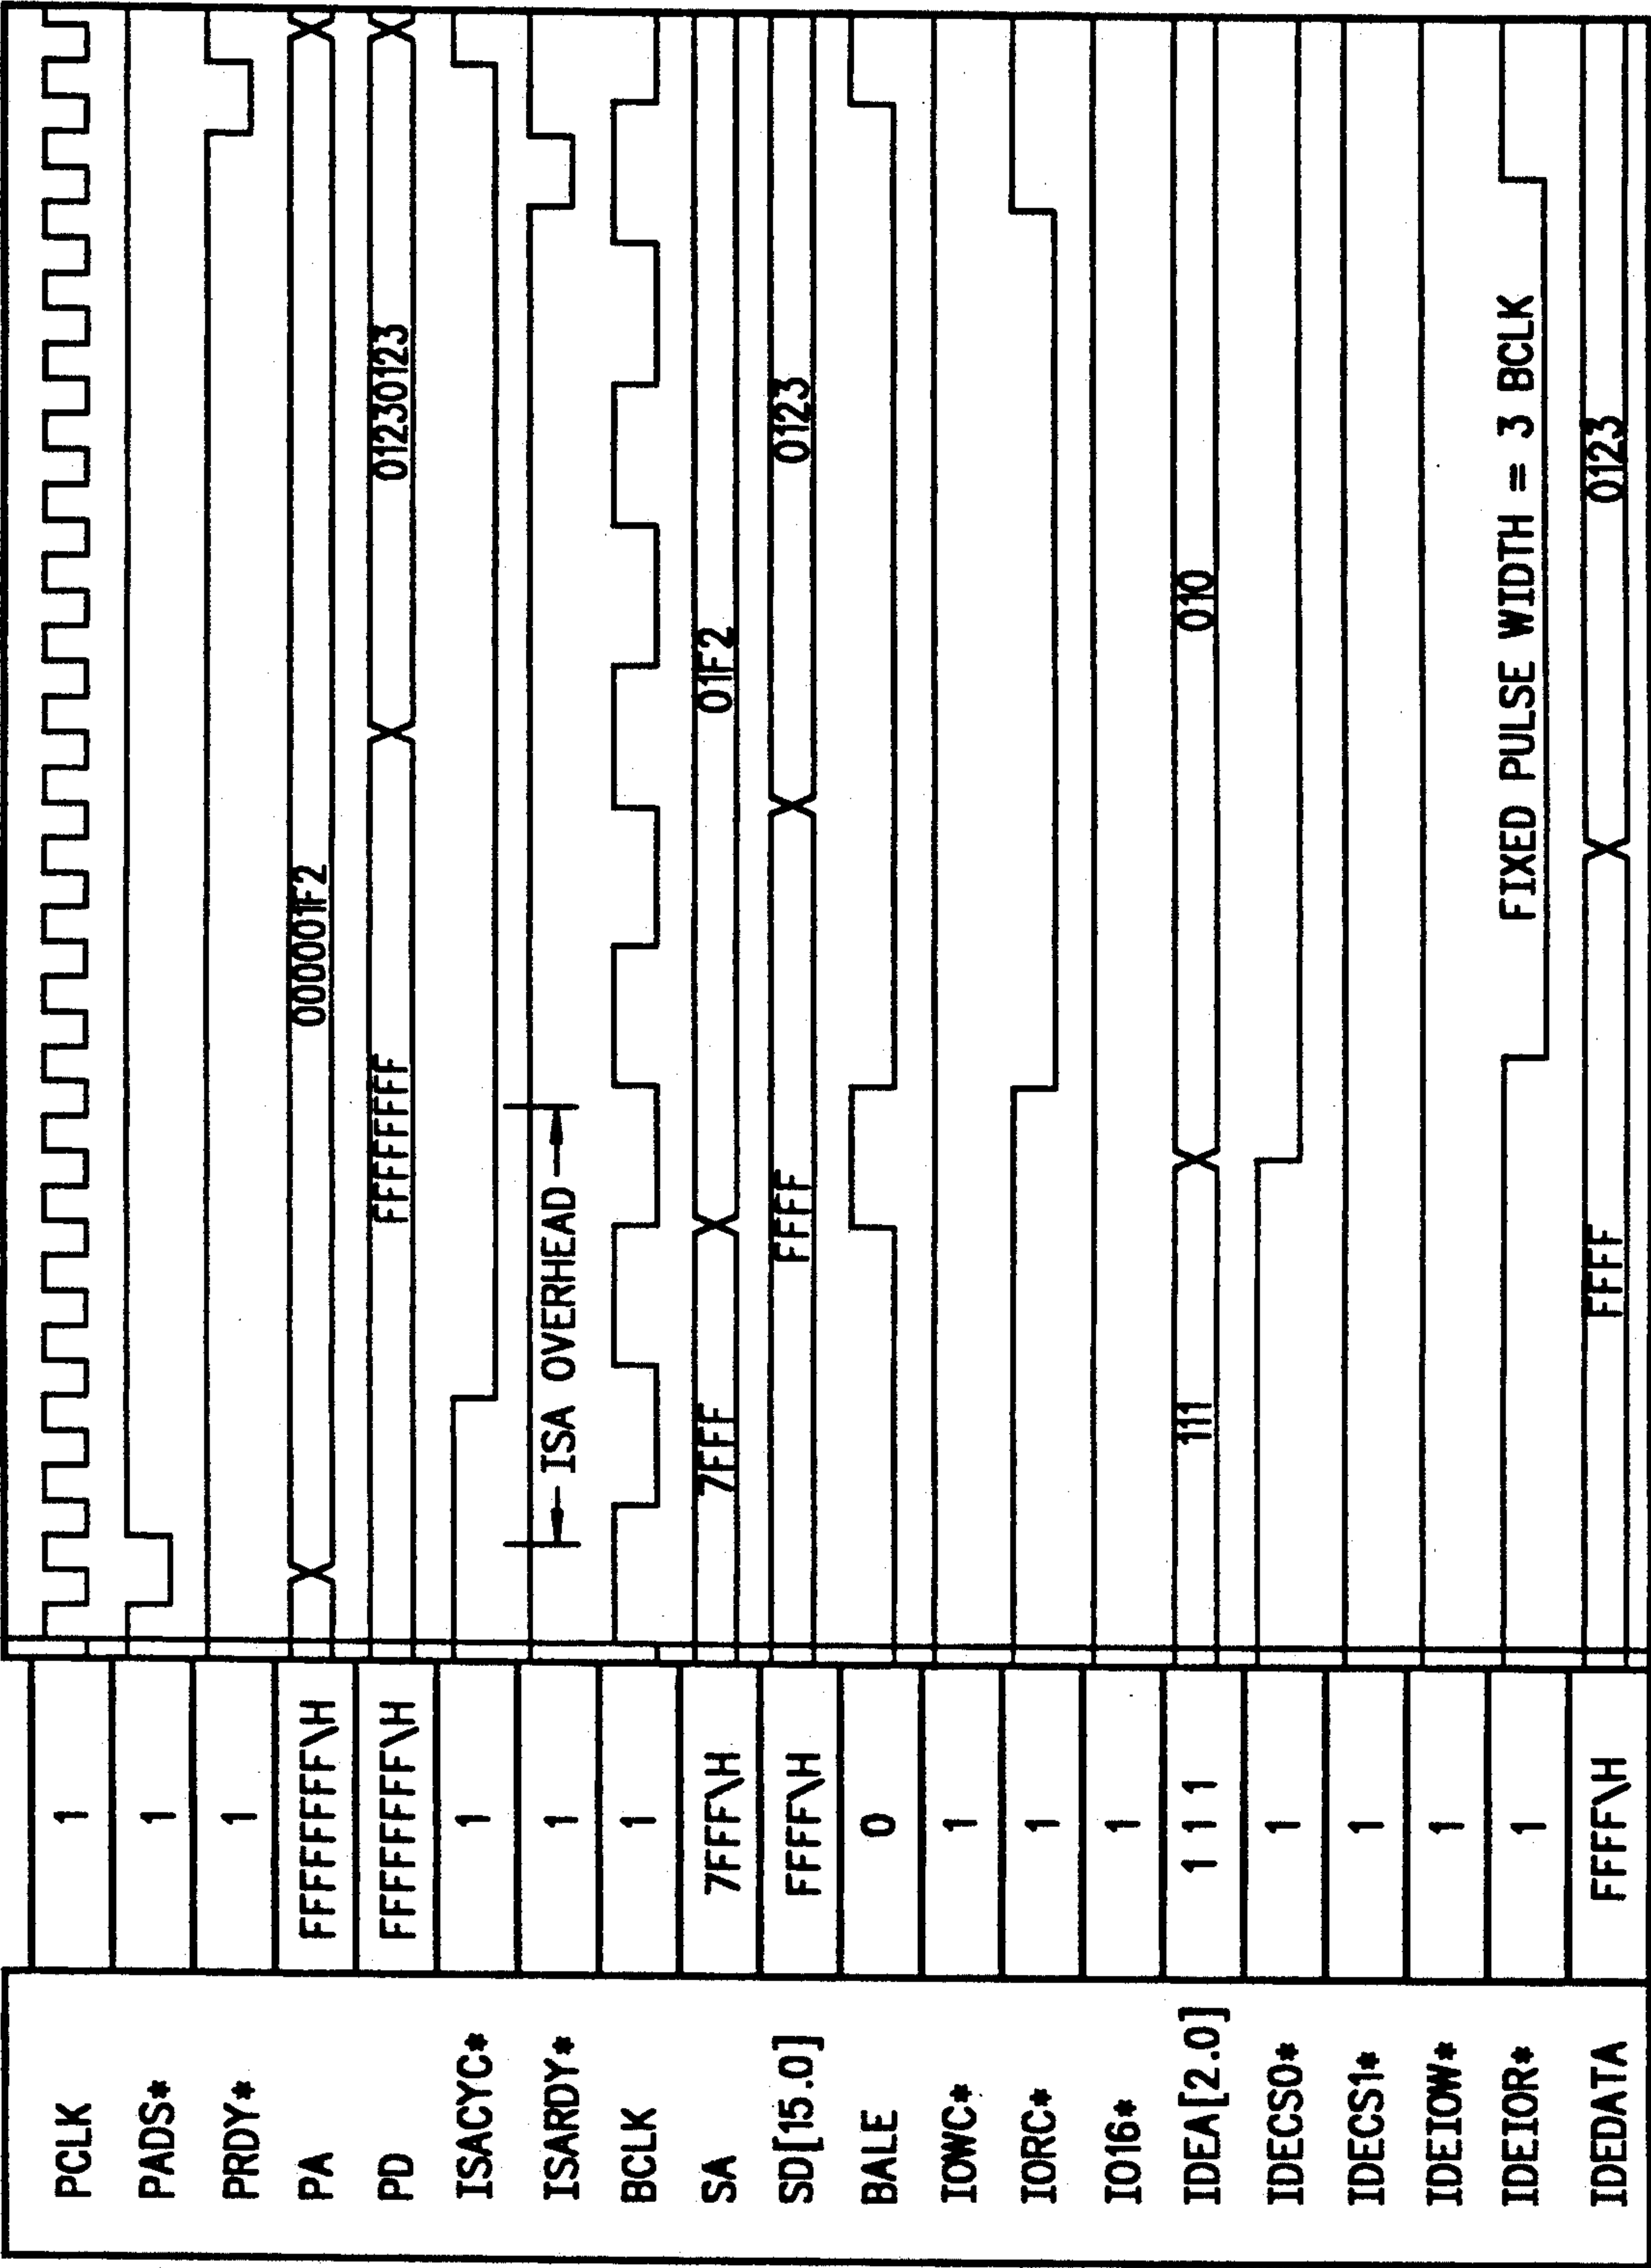 PCLK 1
PADS* 1
PRDY* 1
PA FFFFFFFF\H 000001F2
PD FFFFFFFF\H FFFFFFFF 01230123
ISACYC* 1
ISARDY* 1
ISA OVERHEAD
BCLK 1
SA 7FFF\H 7FFF 01F2
SD[15.0] FFFF\H FFFF 0123
BALE 0
IOWC* 1
IORC* 1
IO16* 1
IDEA[2.0] 1 1 1 111 010
IDECS0* 1
IDECS1* 1
IDEIOW* 1
IDEIOR* 1 FIXED PULSE WIDTH = 3 BCLK
IDEDATA FFFF\H FFFF 0123